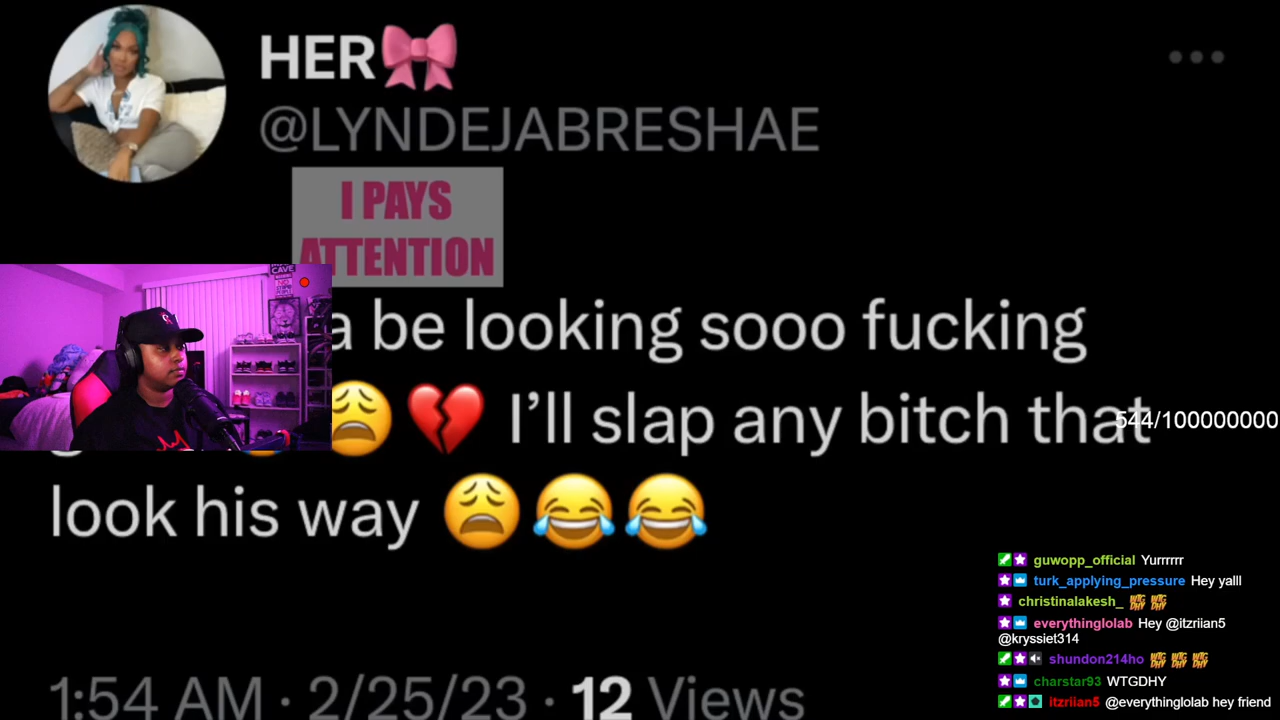 HER🎀
@LYNDEJABRESHAE
I PAYS
ATTENTION
CAVE
a be looking sooo fucking
😩💔 I’ll slap any bitch that
look his way 😩😂😂
544/100000000
1:54 AM · 2/25/23 · 12 Views
guwopp_official Yurrrrrr
turk_applying_pressure Hey yalll
christinalakesh_
everythinglolab Hey @itzriian5
@kryssiet314
shundon214ho
charstar93 WTGDHY
itzriian5 @everythinglolab hey friend